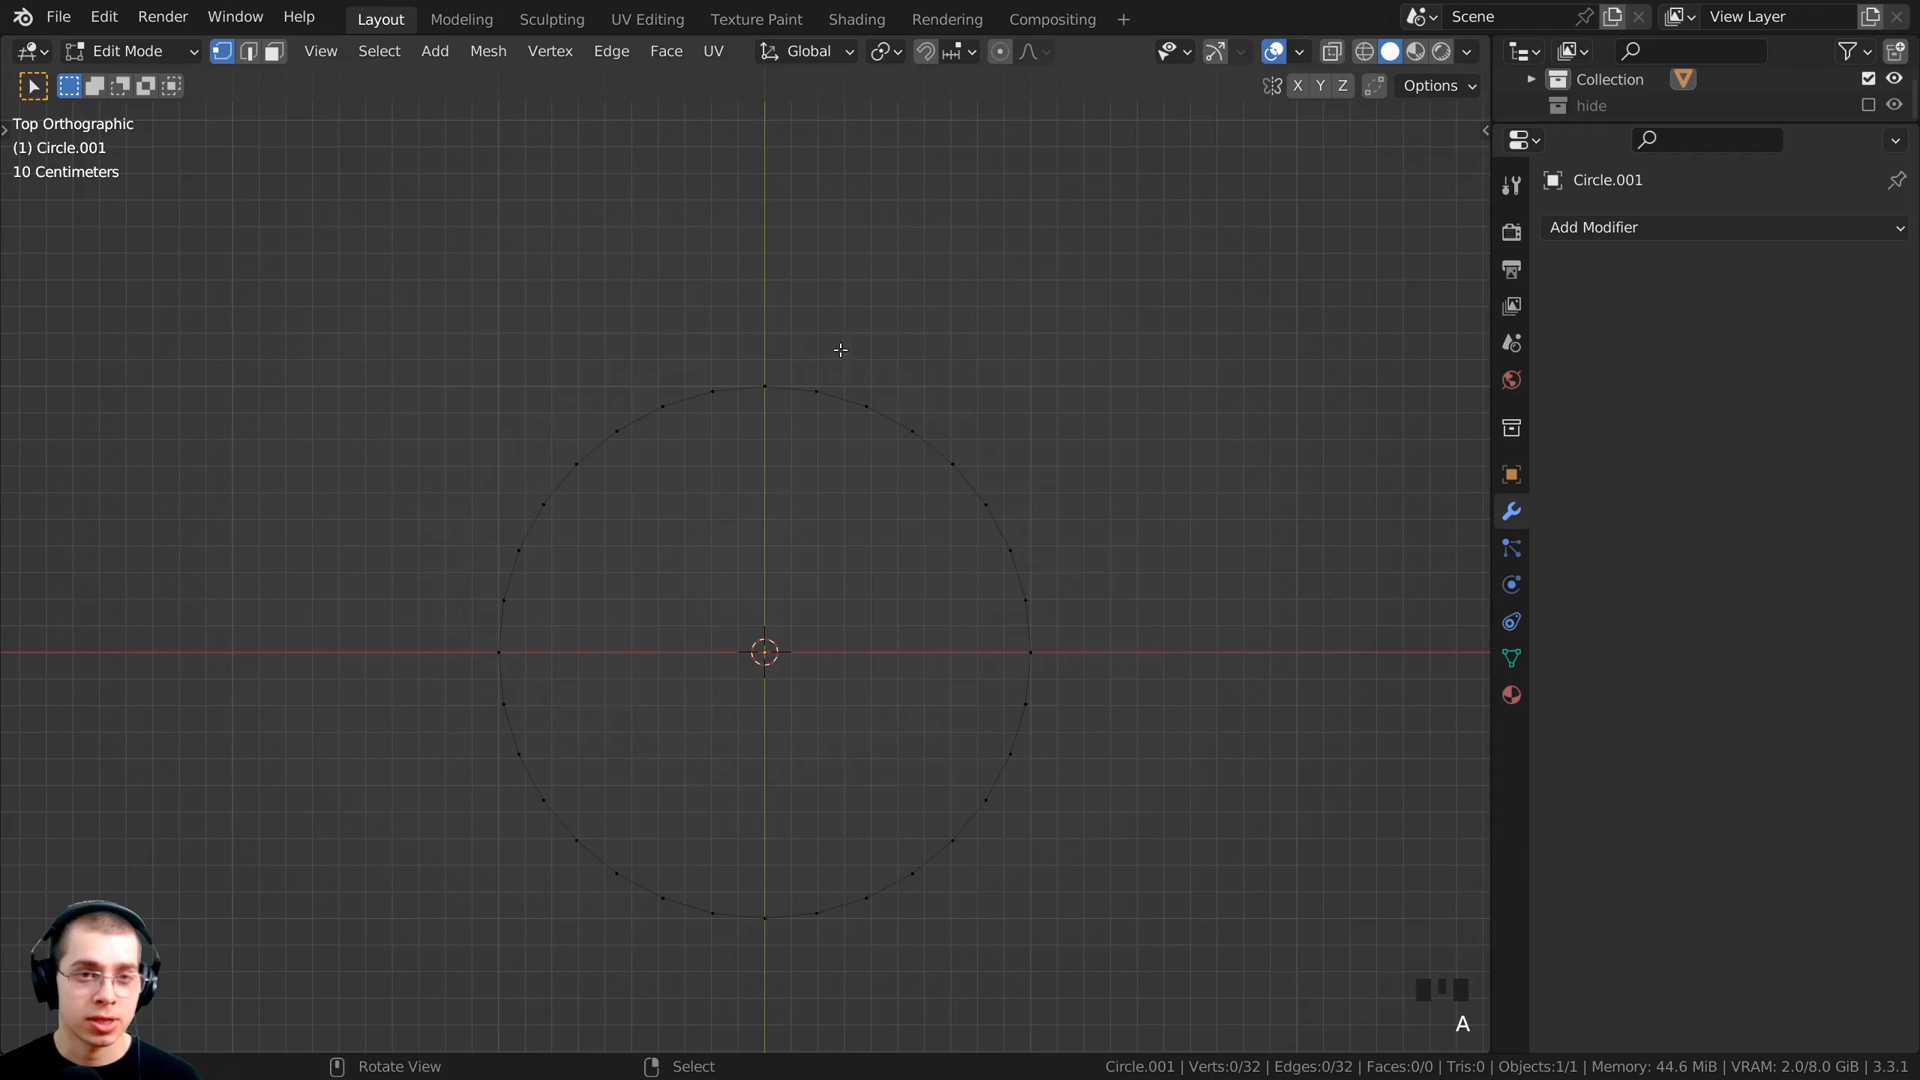 File Edit Render Window Help Layout Modeling Sculpting UV Editing Texture Paint Shading Rendering Compositing + Scene View Layer
Edit Mode View Select Add Mesh Vertex Edge Face UV Global
X Y Z Options
Collection
hide
Top Orthographic
(1) Circle.001
10 Centimeters
Circle.001
Add Modifier
A
Rotate View Select Circle.001 | Verts:0/32 | Edges:0/32 | Faces:0/0 | Tris:0 | Objects:1/1 | Memory: 44.6 MiB | VRAM: 2.0/8.0 GiB | 3.3.1